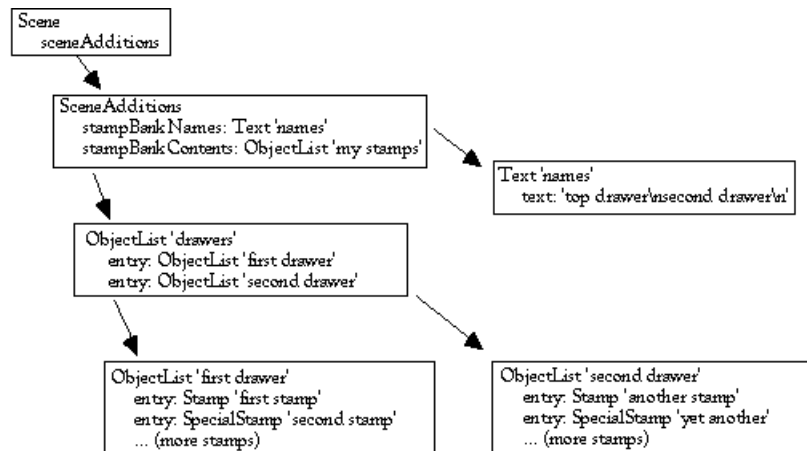 Scene
sceneAdditions
SceneAdditions
stampBankNames: Text 'names'
stampBankContents: ObjectList 'my stamps'
Text 'names'
text: 'top drawer\nsecond drawer\n'
ObjectList 'drawers'
entry: ObjectList 'first drawer'
entry: ObjectList 'second drawer'
ObjectList 'first drawer'
entry: Stamp 'first stamp'
entry: SpecialStamp 'second stamp'
... (more stamps)
ObjectList 'second drawer'
entry: Stamp 'another stamp'
entry: SpecialStamp 'yet another'
... (more stamps)